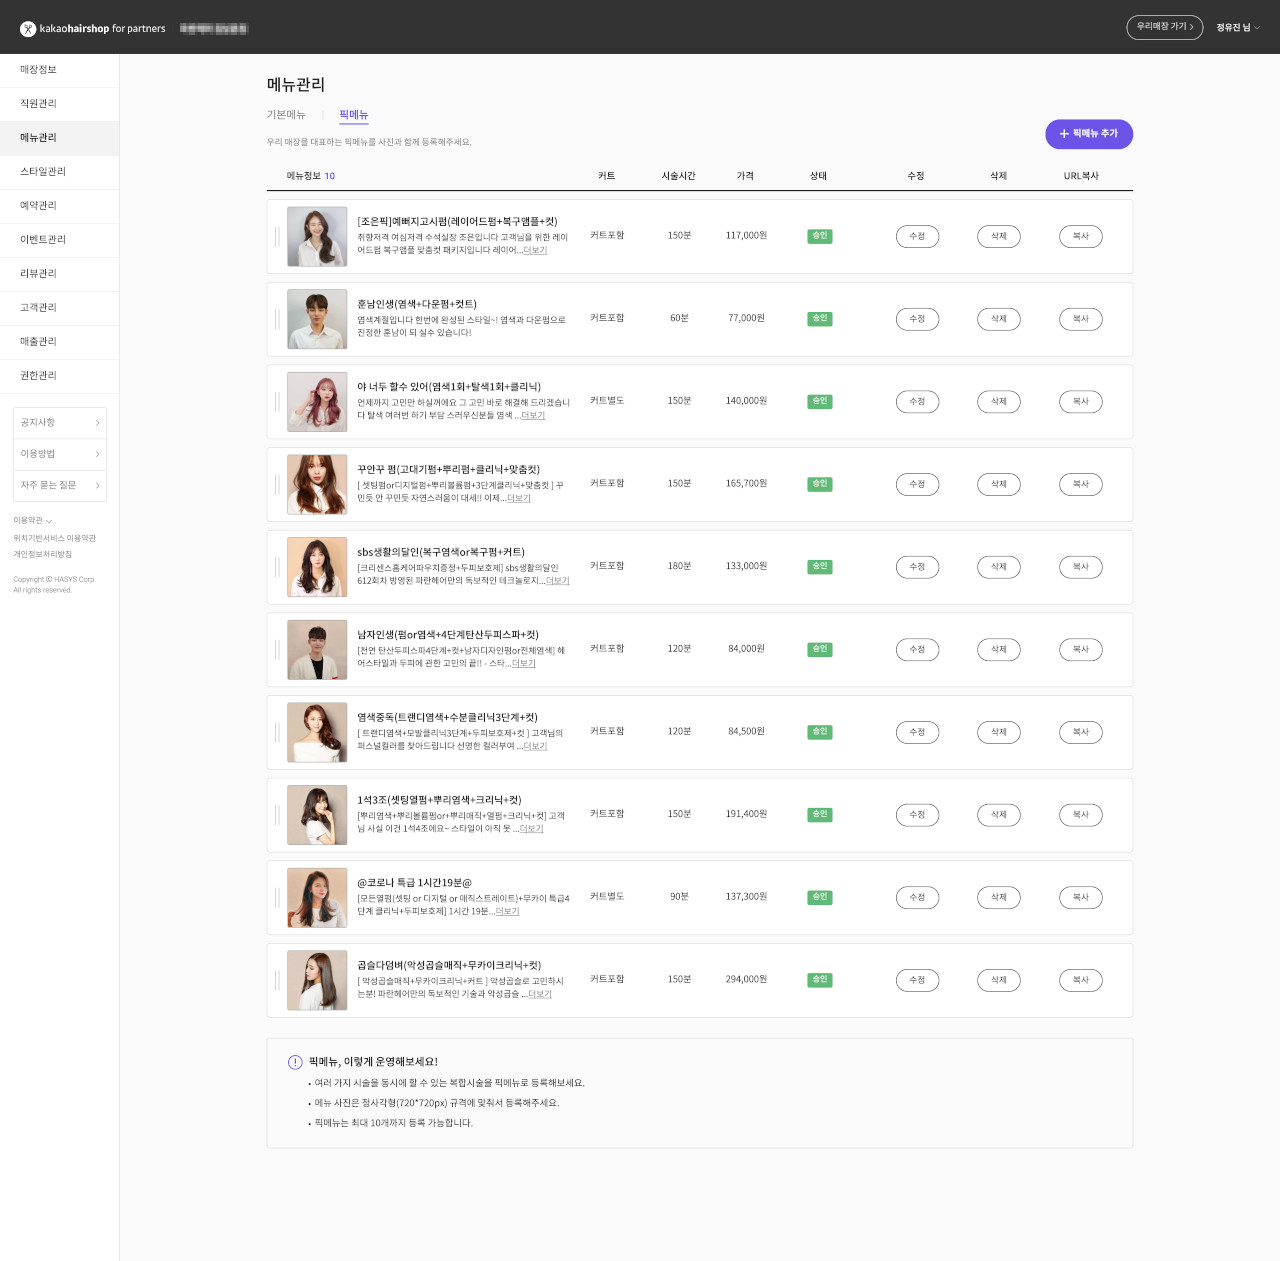 kakaohairshop for partners
우리매장 가기 >
정유진 님
매장정보
직원관리
메뉴관리
스타일관리
예약관리
이벤트관리
리뷰관리
고객관리
매출관리
권한관리
공지사항
이용방법
자주 묻는 질문
이용약관
위치기반서비스 이용약관
개인정보처리방침
Copyright © HASYS Corp.
All rights reserved.
메뉴관리
기본메뉴 | 픽메뉴
우리 매장을 대표하는 픽메뉴를 사진과 함께 등록해주세요.
+ 픽메뉴 추가
메뉴정보 10 커트 시술시간 가격 상태 수정 삭제 URL복사
[조은픽]예뻐지고시펌(레이어드펌+복구앰플+컷)
취향저격 여심저격 수석실장 조은입니다 고객님을 위한 레이
어드펌 복구앰플 맞춤컷 패키지입니다 레이어...더보기
커트포함 150분 117,000원 승인 수정 삭제 복사
훈남인생(염색+다운펌+컷트)
염색계절입니다 한번에 완성된 스타일~! 염색과 다운펌으로
진정한 훈남이 되 실수 있습니다!
커트포함 60분 77,000원 승인 수정 삭제 복사
야 너두 할수 있어(염색1회+탈색1회+클리닉)
언제까지 고민만 하실꺼에요 그 고민 바로 해결해 드리겠습니
다 탈색 여러번 하기 부담 스러우신분들 염색 ...더보기
커트별도 150분 140,000원 승인 수정 삭제 복사
꾸안꾸 펌(고대기펌+뿌리펌+클리닉+맞춤컷)
[ 셋팅펌or디지털펌+뿌리볼륨펌+3단계클리닉+맞춤컷 ] 꾸
민듯 안 꾸민듯 자연스러움이 대세!! 이제...더보기
커트포함 150분 165,700원 승인 수정 삭제 복사
sbs생활의달인(복구염색or복구펌+커트)
[크리센스홈케어파우치증정+두피보호제] sbs생활의달인
612회차 방영된 파란헤어만의 독보적인 테크놀로지...더보기
커트포함 180분 133,000원 승인 수정 삭제 복사
남자인생(펌or염색+4단계탄산두피스파+컷)
[천연 탄산두피스파4단계+컷+남자디자인펌or전체염색] 헤
어스타일과 두피에 관한 고민의 끝!! - 스타...더보기
커트포함 120분 84,000원 승인 수정 삭제 복사
염색중독(트랜디염색+수분클리닉3단계+컷)
[ 트랜디염색+모발클리닉3단계+두피보호제+컷 ] 고객님의
퍼스널컬러를 찾아드립니다 선명한 컬러부여 ...더보기
커트포함 120분 84,500원 승인 수정 삭제 복사
1석3조(셋팅열펌+뿌리염색+크리닉+컷)
[뿌리염색+뿌리볼륨펌or+뿌리매직+열펌+크리닉+컷] 고객
님 사실 이건 1석4조에요~ 스타일이 아직 못 ...더보기
커트포함 150분 191,400원 승인 수정 삭제 복사
@코로나 특급 1시간19분@
[모든열펌(셋팅 or 디지털 or 매직스트레이트)+무카이 특급4
단계 클리닉+두피보호제] 1시간 19분...더보기
커트별도 90분 137,300원 승인 수정 삭제 복사
곱슬다덤벼(악성곱슬매직+무카이크리닉+컷)
[ 악성곱슬매직+무카이크리닉+커트 ] 악성곱슬로 고민하시
는분! 파란헤어만의 독보적인 기술과 악성곱슬 ...더보기
커트포함 150분 294,000원 승인 수정 삭제 복사
픽메뉴, 이렇게 운영해보세요!
• 여러 가지 시술을 동시에 할 수 있는 복합시술을 픽메뉴로 등록해보세요.
• 메뉴 사진은 정사각형(720*720px) 규격에 맞춰서 등록해주세요.
• 픽메뉴는 최대 10개까지 등록 가능합니다.